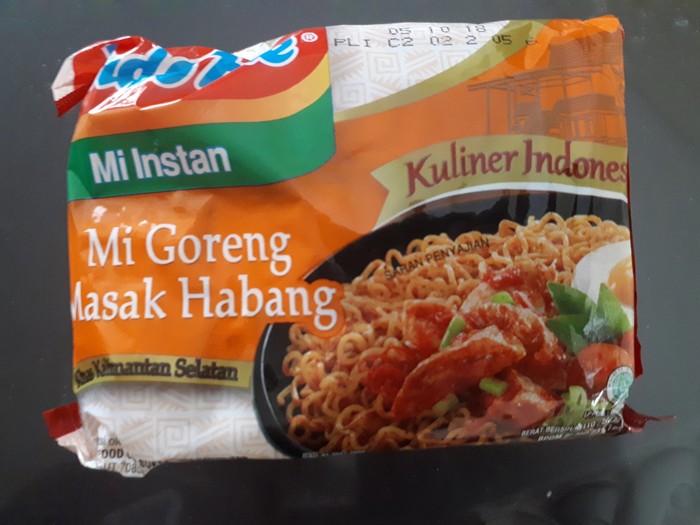 05 10 18
PLI C2 02 2 05 6
Mi Instan
Kuliner Indones
Mi Goreng
Masak Habang
SARAN PENYAJIAN
Khas Kalimantan Selatan